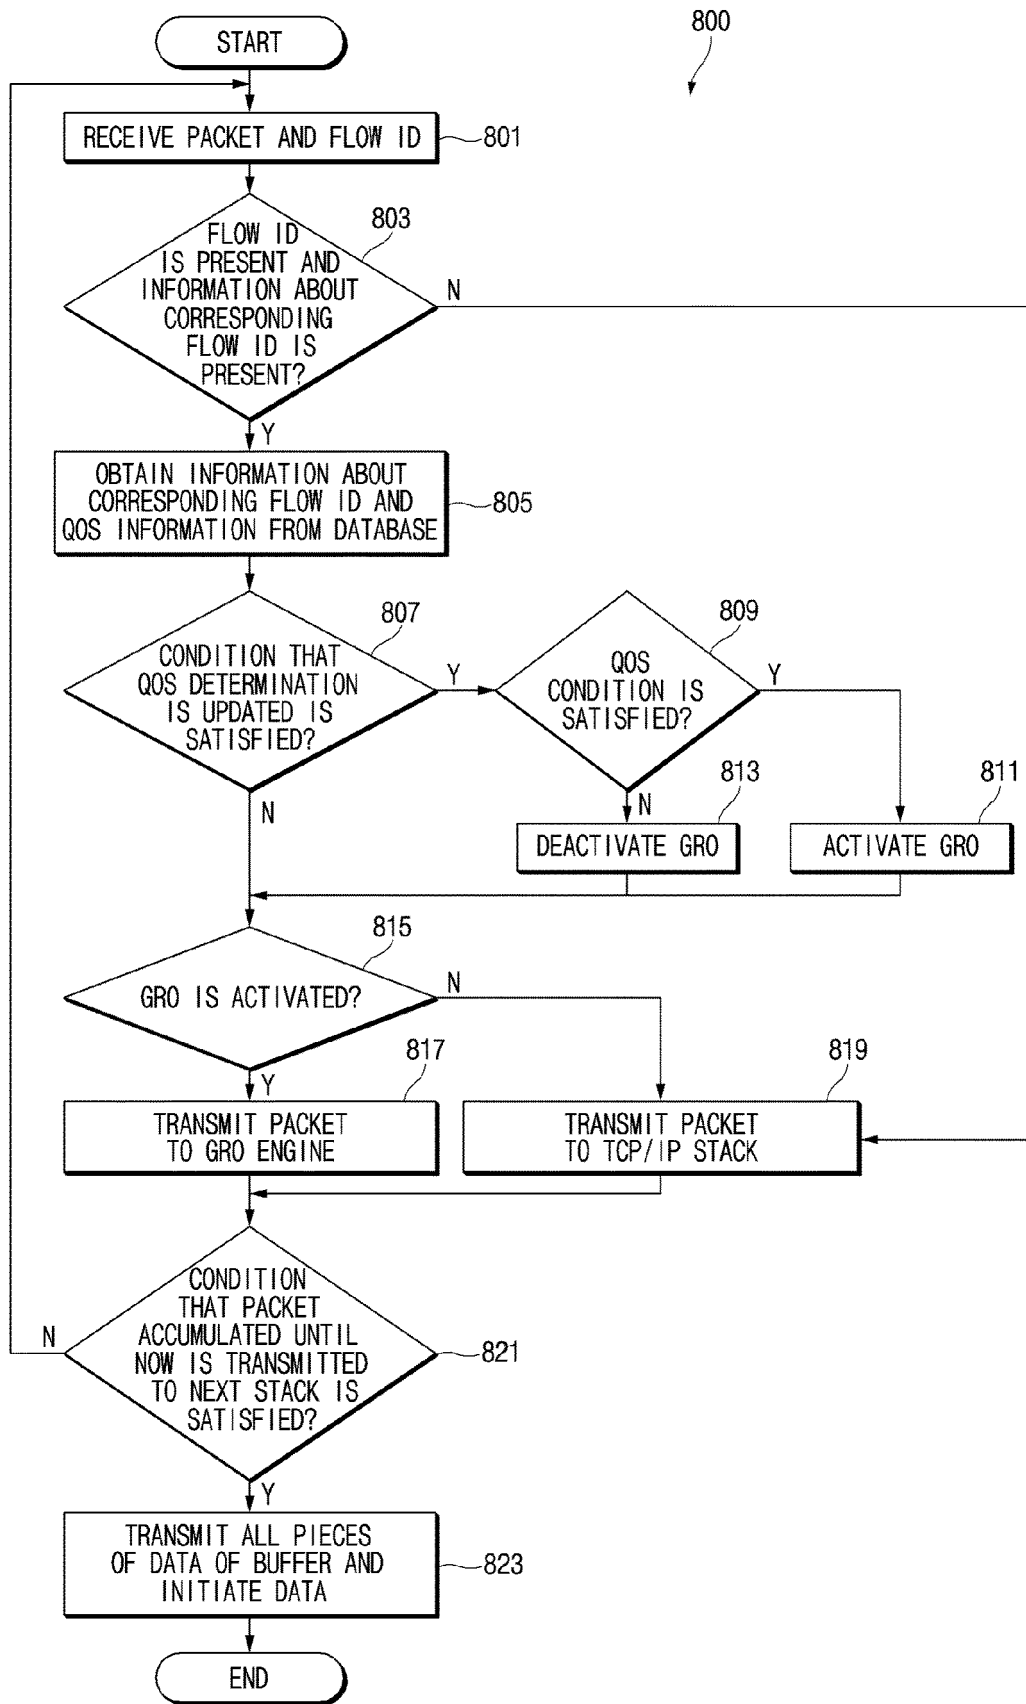 START
800
RECEIVE PACKET AND FLOW ID
801
FLOW ID
IS PRESENT AND
INFORMATION ABOUT
CORRESPONDING
FLOW ID IS
PRESENT?
803
N
Y
OBTAIN INFORMATION ABOUT
CORRESPONDING FLOW ID AND
QOS INFORMATION FROM DATABASE
805
CONDITION THAT
QOS DETERMINATION
IS UPDATED IS
SATISFIED?
807
Y
N
QOS
CONDITION IS
SATISFIED?
809
Y
N
DEACTIVATE GRO
813
ACTIVATE GRO
811
GRO IS ACTIVATED?
815
N
Y
TRANSMIT PACKET
TO GRO ENGINE
817
TRANSMIT PACKET
TO TCP/IP STACK
819
CONDITION
THAT PACKET
ACCUMULATED UNTIL
NOW IS TRANSMITTED
TO NEXT STACK IS
SATISFIED?
821
N
Y
TRANSMIT ALL PIECES
OF DATA OF BUFFER AND
INITIATE DATA
823
END